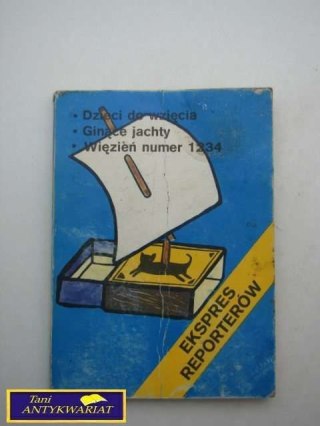 • Dzieci do wzięcia
• Ginące jachty
• Więzień numer 1234
EKSPRES
REPORTERÓW
Tani
ANTYKWARIAT